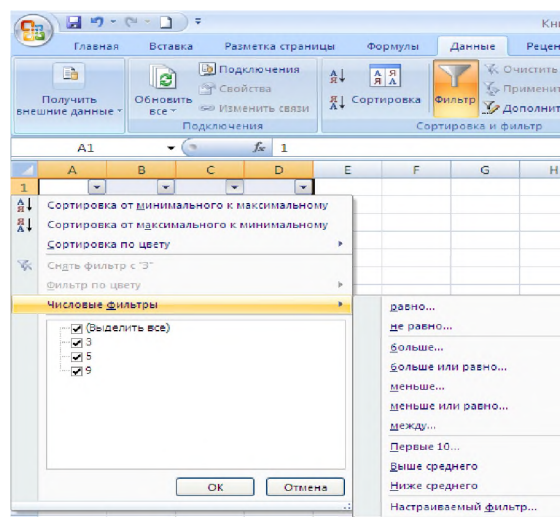 Кни
Главная Вставка Разметка страницы Формулы Данные Рецен
Получить внешние данные
Обновить все
Подключения
Свойства
Изменить связи
Подключения
Сортировка
Фильтр
Очистить
Применит
Дополнит
Сортировка и фильтр
A1 fx 1
A B C D E F G H
1
Сортировка от минимального к максимальному
Сортировка от максимального к минимальному
Сортировка по цвету
Снять фильтр с "3"
Фильтр по цвету
Числовые фильтры
(Выделить все)
3
5
9
ОК Отмена
равно...
не равно...
больше...
больше или равно...
меньше...
меньше или равно...
между...
Первые 10...
Выше среднего
Ниже среднего
Настраиваемый фильтр...